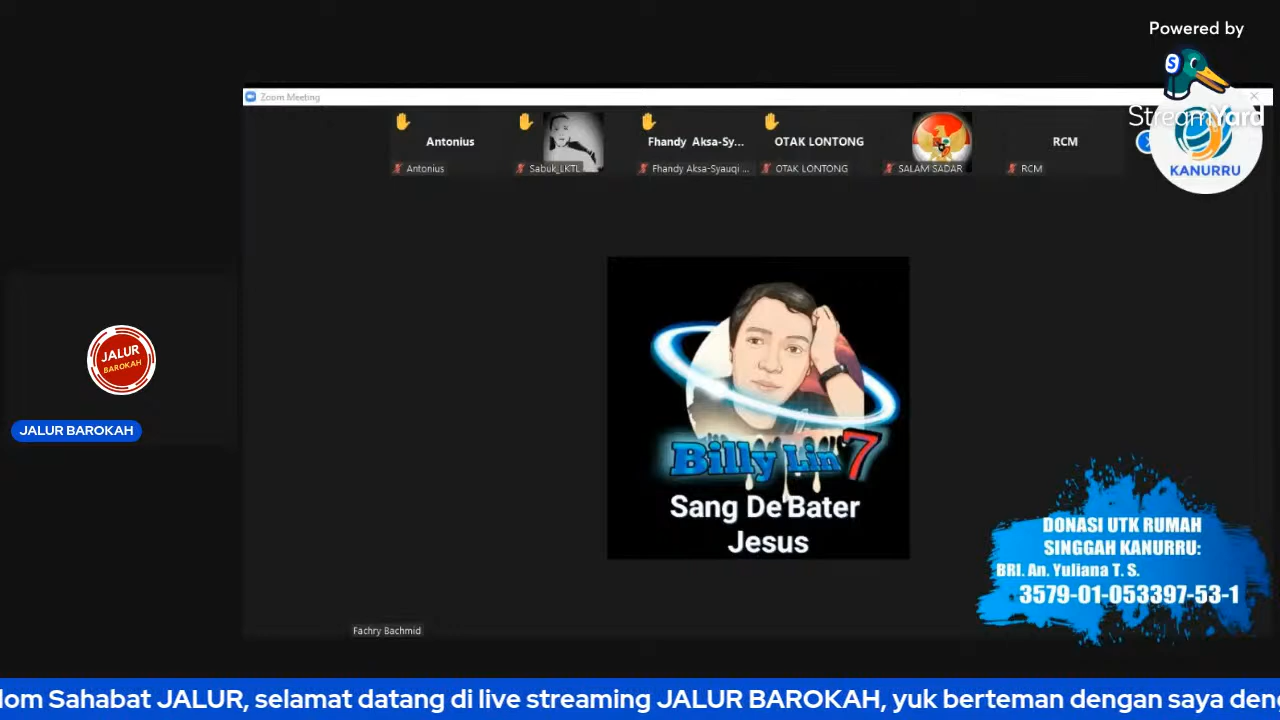 Powered by
S
StreamYard
Zoom Meeting
Antonius
Fhandy Aksa-Sy...
OTAK LONTONG
RCM
Antonius
Sabuk_LKTL
Fhandy Aksa-Syauqi ...
OTAK LONTONG
SALAM SADAR
RCM
KANURRU
JALUR
BAROKAH
JALUR BAROKAH
Billy Lin 7
Sang De'Bater
Jesus
DONASI UTK RUMAH
SINGGAH KANURRU:
BRI. An. Yuliana T. S.
3579-01-053397-53-1
Fachry Bachmid
lom Sahabat JALUR, selamat datang di live streaming JALUR BAROKAH, yuk berteman dengan saya deng